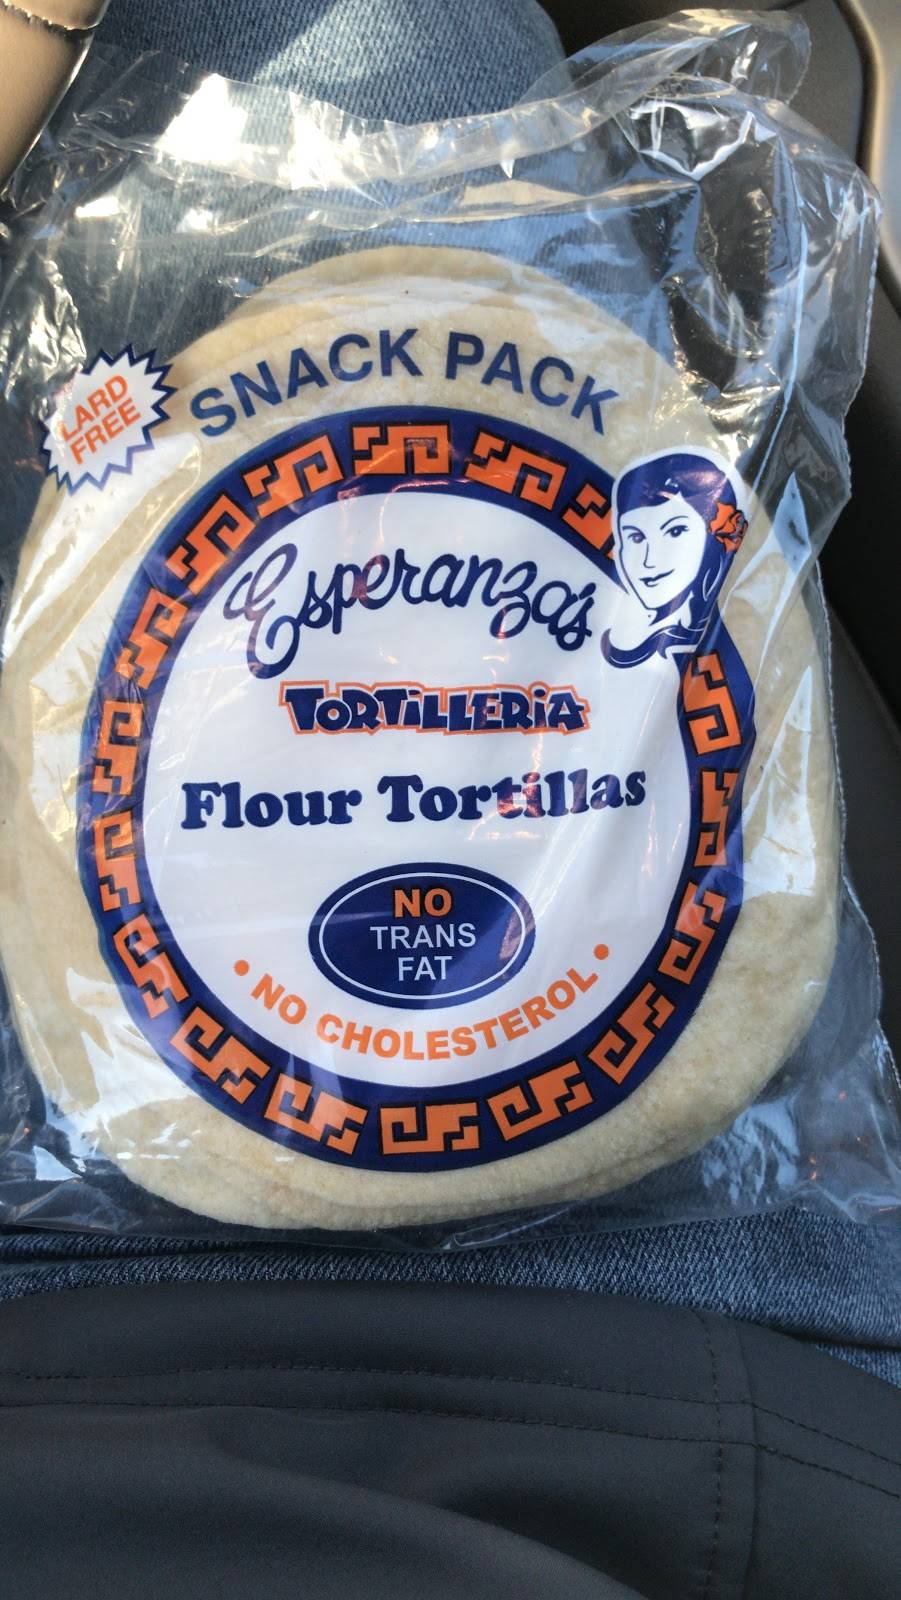 SNACK PACK
LARD
FREE
Esperanza's
TORTiLLERiA
Flour Tortillas
NO
TRANS
FAT
• NO CHOLESTEROL •